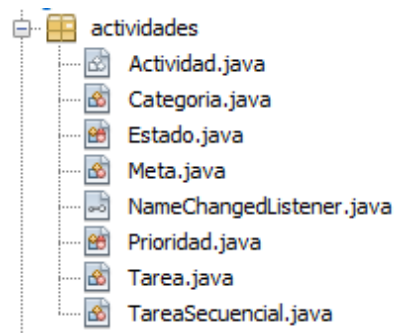 actividades
Actividad.java
Categoria.java
Estado.java
Meta.java
NameChangedListener.java
Prioridad.java
Tarea.java
TareaSecuencial.java